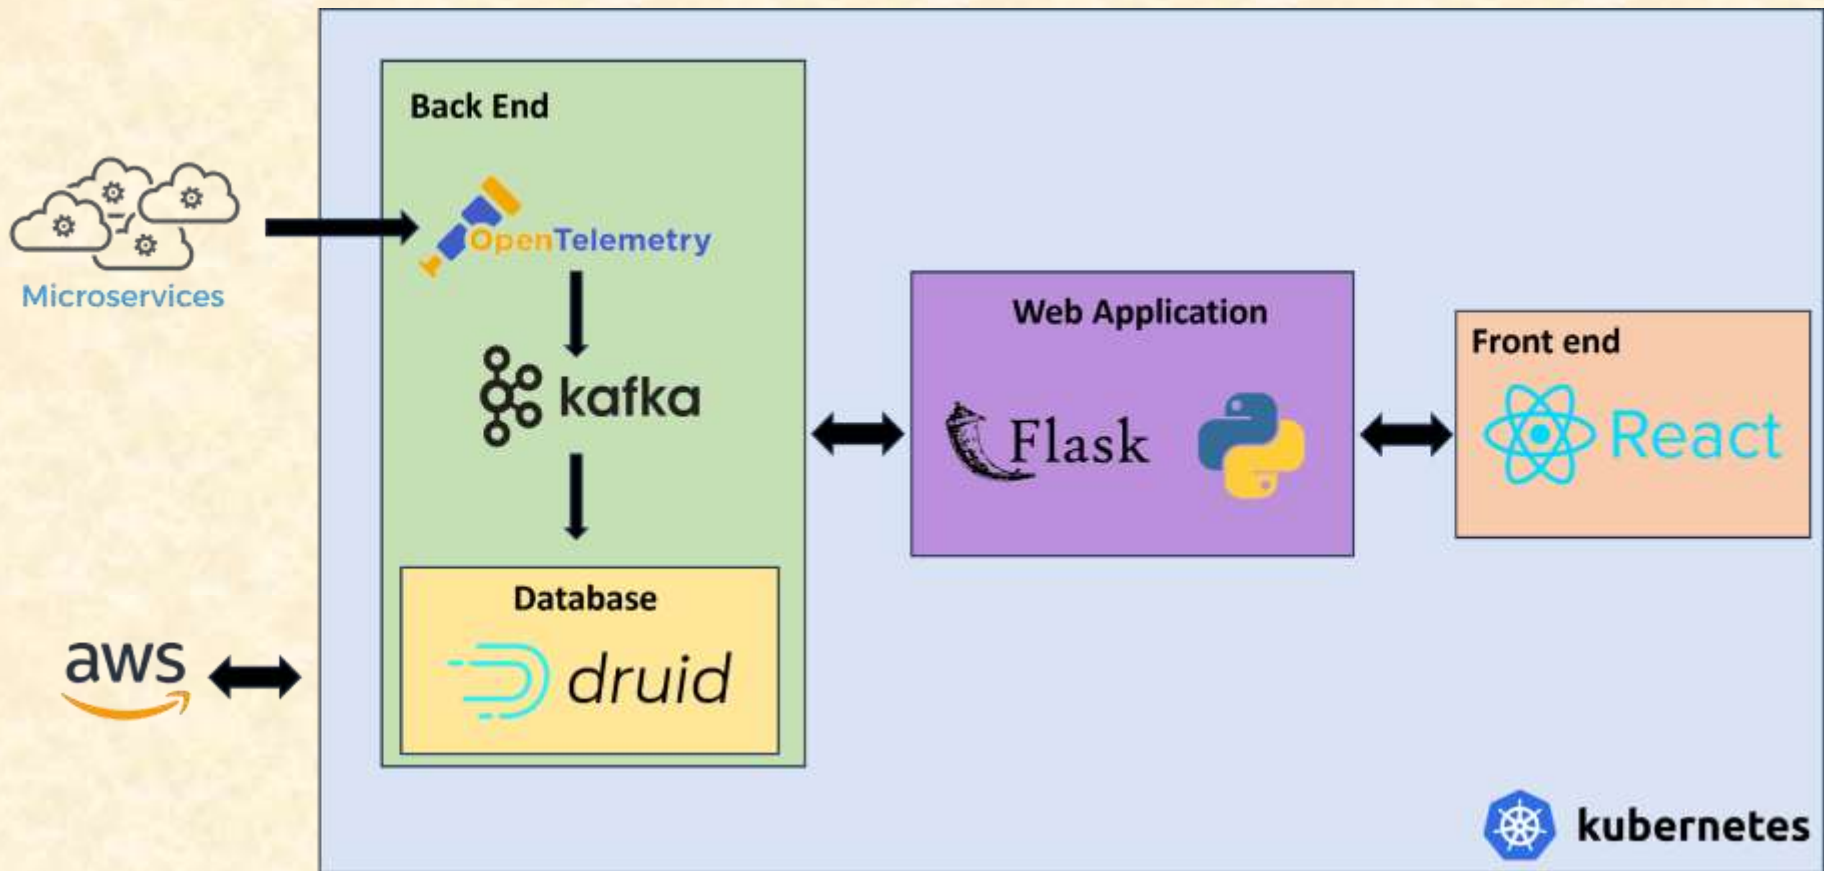 Back End
OpenTelemetry
Microservices
kafka
Database
druid
aws
Web Application
Flask
Front end
React
kubernetes